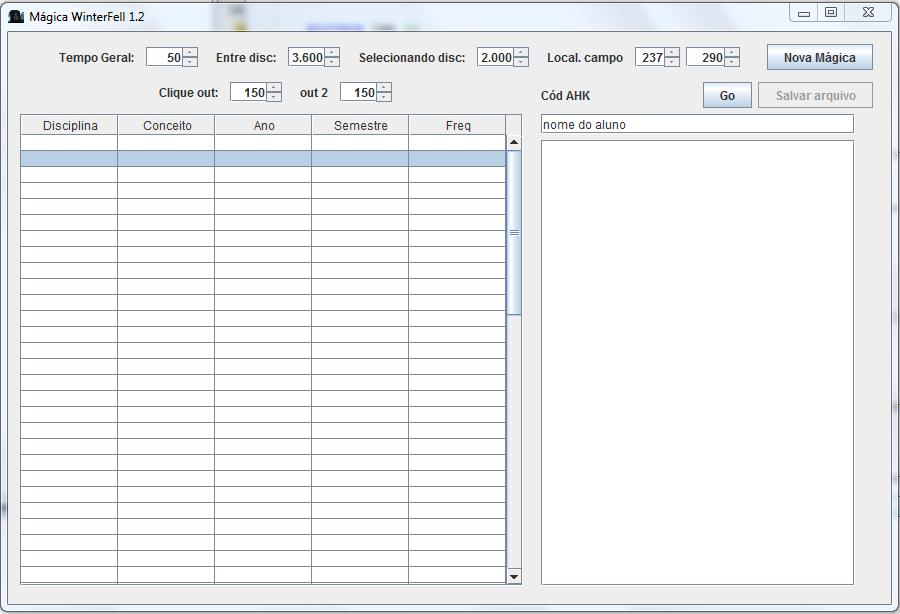 Mágica WinterFell 1.2
Tempo Geral: 50 Entre disc: 3.600 Selecionando disc: 2.000 Local. campo 237 290 Nova Mágica
Clique out: 150 out 2 150 Cód AHK Go Salvar arquivo
Disciplina Conceito Ano Semestre Freq
nome do aluno